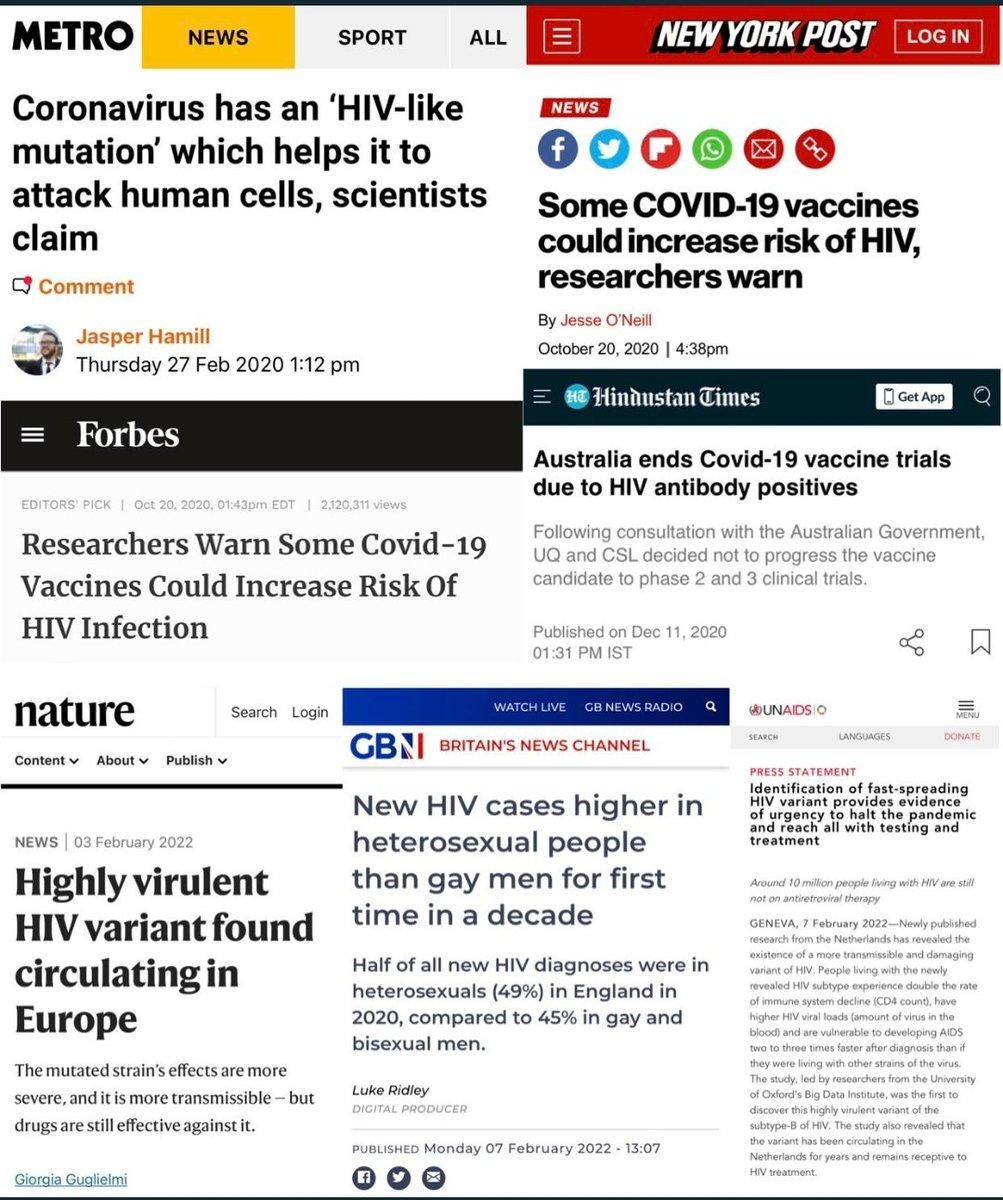 METRO
NEWS
SPORT
ALL
Coronavirus has an ‘HIV-like
mutation’ which helps it to
attack human cells, scientists
claim
Comment
Jasper Hamill
Thursday 27 Feb 2020 1:12 pm
NEW YORK POST
LOG IN
NEWS
Some COVID-19 vaccines
could increase risk of HIV,
researchers warn
By Jesse O’Neill
October 20, 2020 | 4:38pm
Forbes
EDITORS' PICK | Oct 20, 2020, 01:43pm EDT | 2,120,311 views
Researchers Warn Some Covid-19
Vaccines Could Increase Risk Of
HIV Infection
HT Hindustan Times
Get App
Australia ends Covid-19 vaccine trials
due to HIV antibody positives
Following consultation with the Australian Government,
UQ and CSL decided not to progress the vaccine
candidate to phase 2 and 3 clinical trials.
Published on Dec 11, 2020
01:31 PM IST
nature
Search Login
Content About Publish
NEWS | 03 February 2022
Highly virulent
HIV variant found
circulating in
Europe
The mutated strain’s effects are more
severe, and it is more transmissible – but
drugs are still effective against it.
Giorgia Guglielmi
WATCH LIVE GB NEWS RADIO
GBN BRITAIN'S NEWS CHANNEL
New HIV cases higher in
heterosexual people
than gay men for first
time in a decade
Half of all new HIV diagnoses were in
heterosexuals (49%) in England in
2020, compared to 45% in gay and
bisexual men.
Luke Ridley
DIGITAL PRODUCER
PUBLISHED Monday 07 February 2022 - 13:07
UNAIDS
MENU
SEARCH LANGUAGES DONATE
PRESS STATEMENT
Identification of fast-spreading
HIV variant provides evidence
of urgency to halt the pandemic
and reach all with testing and
treatment
Around 10 million people living with HIV are still
not on antiretroviral therapy
GENEVA, 7 February 2022—Newly published
research from the Netherlands has revealed the
existence of a more transmissible and damaging
variant of HIV. People living with the newly
revealed HIV subtype experience double the rate
of immune system decline (CD4 count), have
higher HIV viral loads (amount of virus in the
blood) and are vulnerable to developing AIDS
two to three times faster after diagnosis than if
they were living with other strains of the virus.
The study, led by researchers from the University
of Oxford's Big Data Institute, was the first to
discover this highly virulent variant of the
subtype-B of HIV. The study also revealed that
the variant has been circulating in the
Netherlands for years and remains receptive to
HIV treatment.